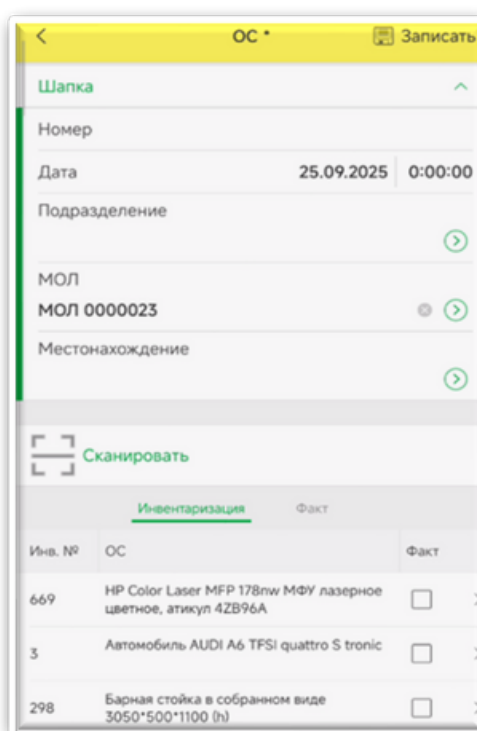 ОС *
Записать
Шапка
Номер
Дата 25.09.2025 0:00:00
Подразделение
МОЛ
МОЛ 0000023
Местонахождение
Сканировать
Инвентаризация Факт
Инв. № ОС Факт
669 HP Color Laser MFP 178nw МФУ лазерное
цветное, атикул 4ZB96A
3 Автомобиль AUDI A6 TFSI quattro S tronic
298 Барная стойка в собранном виде
3050*500*1100 (h)